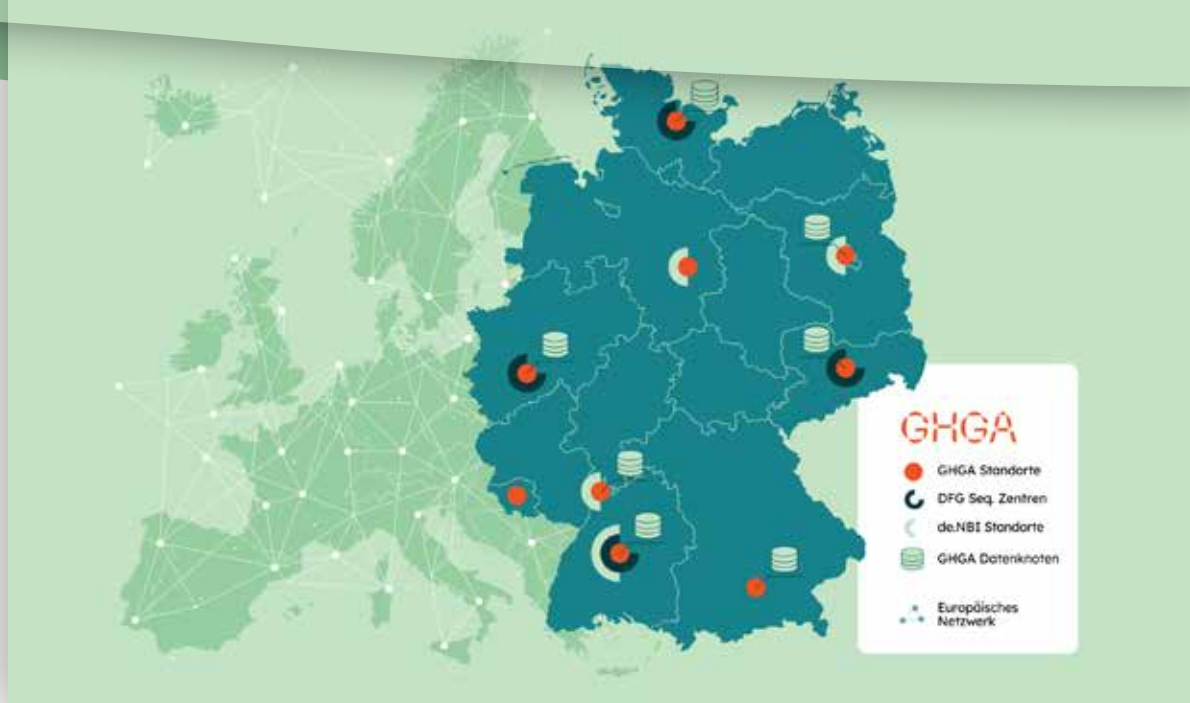 GHGA
GHGA Standorte
DFG Seq. Zentren
de.NBI Standorte
GHGA Datenknoten
Europäisches
Netzwerk